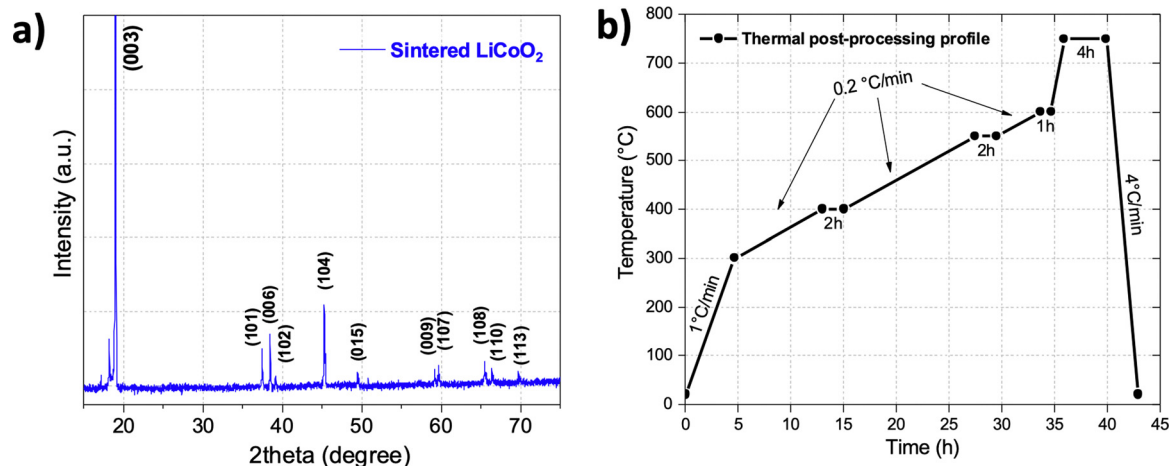 a)
Sintered LiCoO₂
(003)
(101)
(006)
(102)
(104)
(015)
(009)
(107)
(108)
(110)
(113)
Intensity (a.u.)
20 30 40 50 60 70
2theta (degree)
b)
Thermal post-processing profile
800
700
600
500
400
300
200
100
0
Temperature (°C)
1°C/min
0.2 °C/min
2h
2h
1h
4h
4°C/min
0 5 10 15 20 25 30 35 40 45
Time (h)